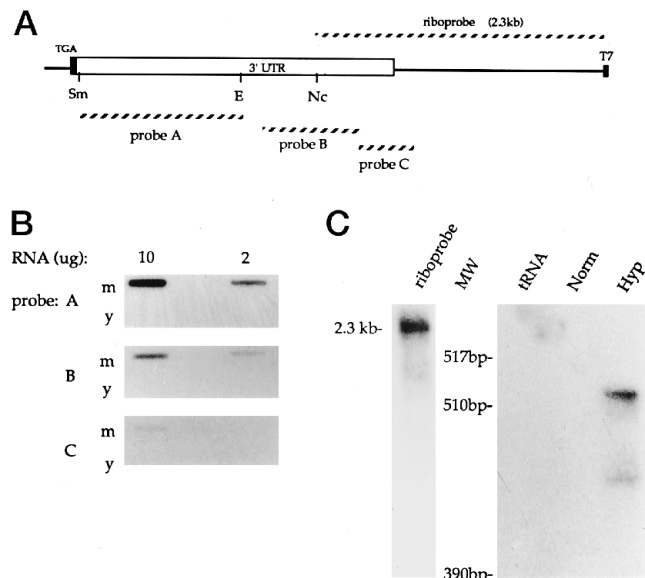 A
riboprobe (2.3kb)
TGA
T7
3' UTR
Sm
E
Nc
probe A
probe B
probe C
B
RNA (ug): 10 2
probe: A m
y
B m
y
C m
y
C
riboprobe
MW
tRNA
Norm
Hyp
2.3 kb-
517bp-
510bp-
390bp-